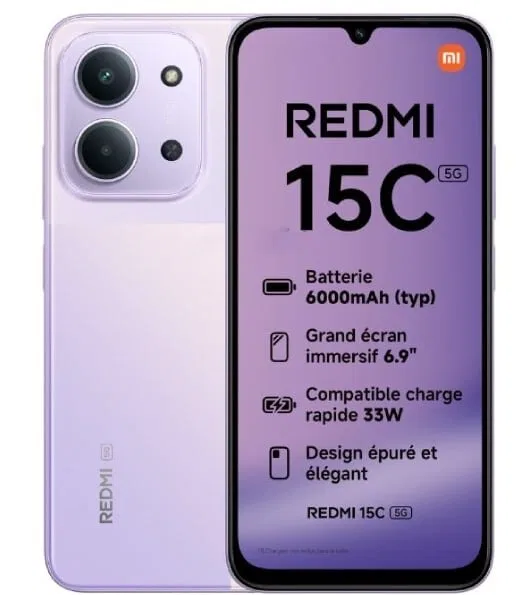 mi
REDMI
15C 5G
Batterie
6000mAh (typ)
Grand écran
immersif 6.9"
Compatible charge
rapide 33W
Design épuré et
élégant
REDMI 15C 5G
REDMI 5G